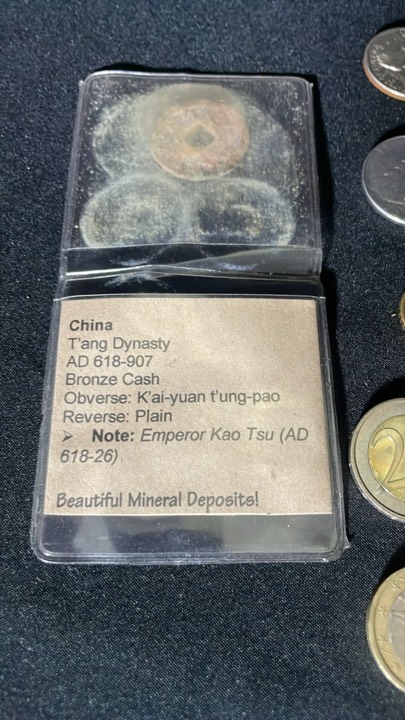 China
T'ang Dynasty
AD 618-907
Bronze Cash
Obverse: K'ai-yuan t'ung-pao
Reverse: Plain
➢ Note: Emperor Kao Tsu (AD
618-26)
Beautiful Mineral Deposits!
2